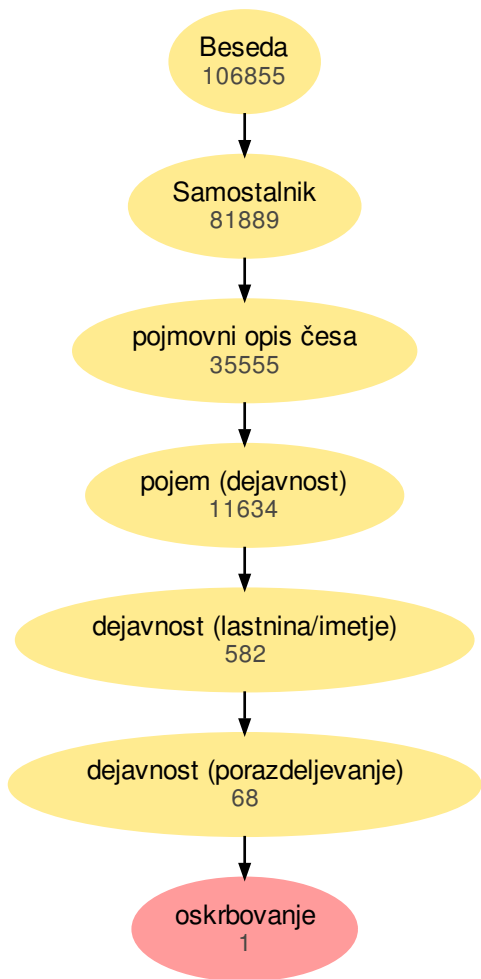 Beseda
106855
Samostalnik
81889
pojmovni opis česa
35555
pojem (dejavnost)
11634
dejavnost (lastnina/imetje)
582
dejavnost (porazdeljevanje)
68
oskrbovanje
1